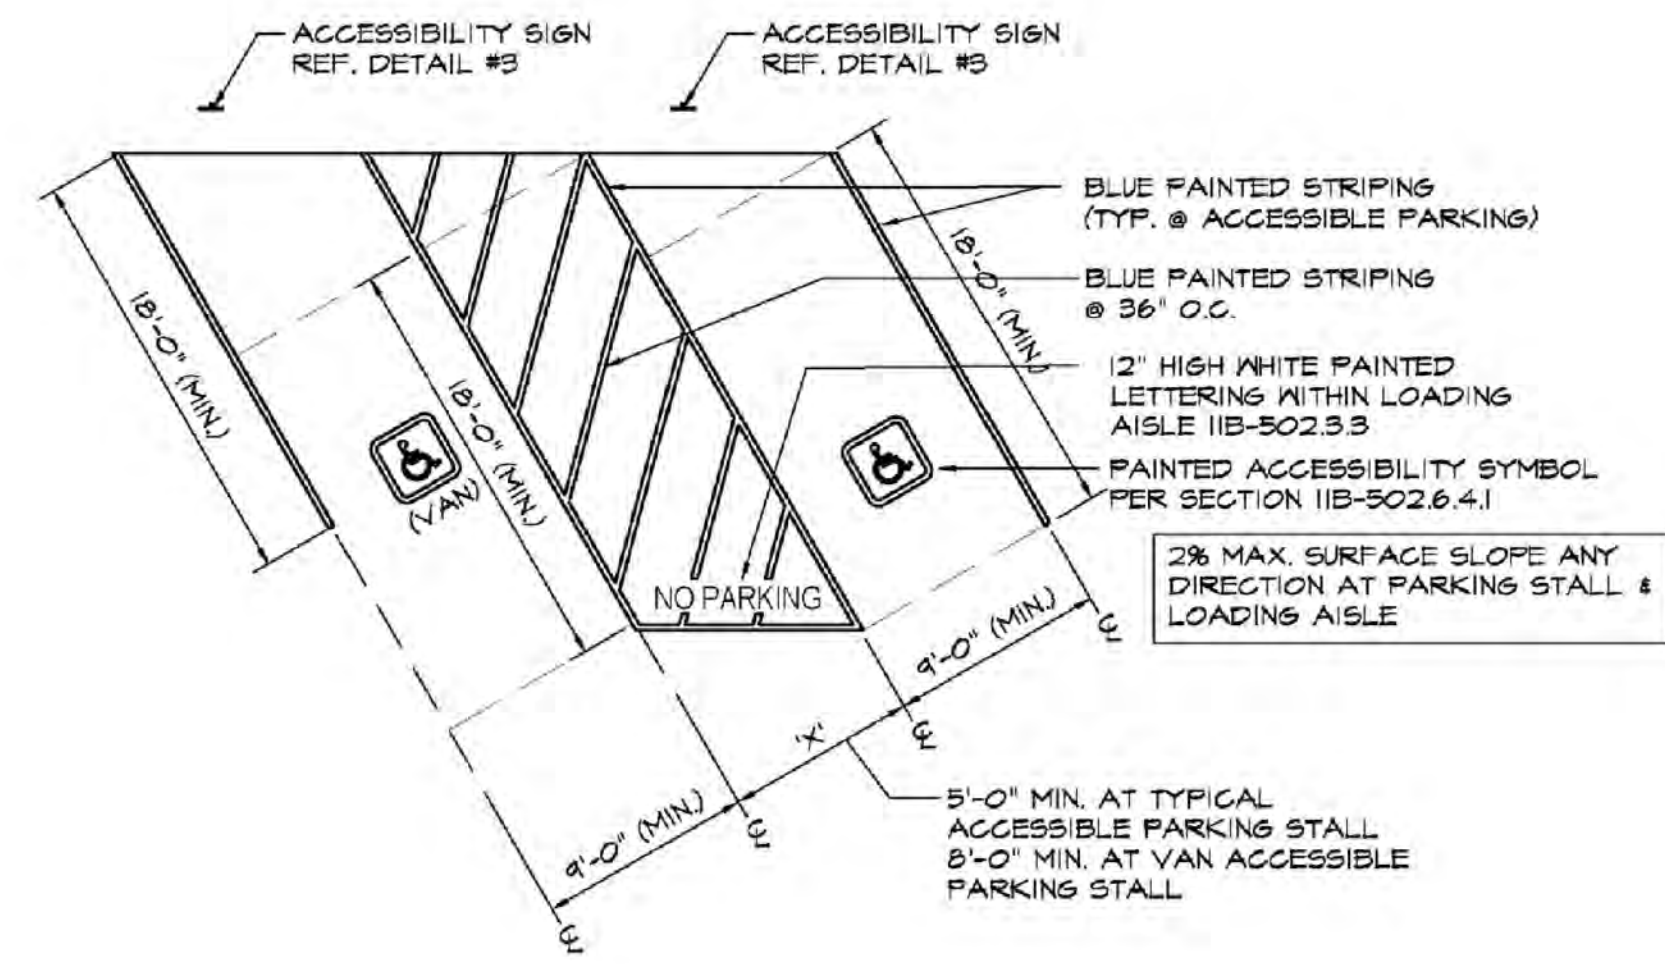 ACCESSIBILITY SIGN
REF. DETAIL #3
ACCESSIBILITY SIGN
REF. DETAIL #3
BLUE PAINTED STRIPING
(TYP. @ ACCESSIBLE PARKING)
18'-0" (MIN.)
BLUE PAINTED STRIPING
@ 36" O.C.
18'-0" (MIN.)
12" HIGH WHITE PAINTED
LETTERING WITHIN LOADING
AISLE 11B-502.3.3
18'-0" (MIN.)
(VAN)
PAINTED ACCESSIBILITY SYMBOL
PER SECTION 11B-502.6.4.1
2% MAX. SURFACE SLOPE ANY
DIRECTION AT PARKING STALL &
LOADING AISLE
NO PARKING
9'-0" (MIN.)
℄
'X'
℄
9'-0" (MIN.)
℄
℄
5'-0" MIN. AT TYPICAL
ACCESSIBLE PARKING STALL
8'-0" MIN. AT VAN ACCESSIBLE
PARKING STALL